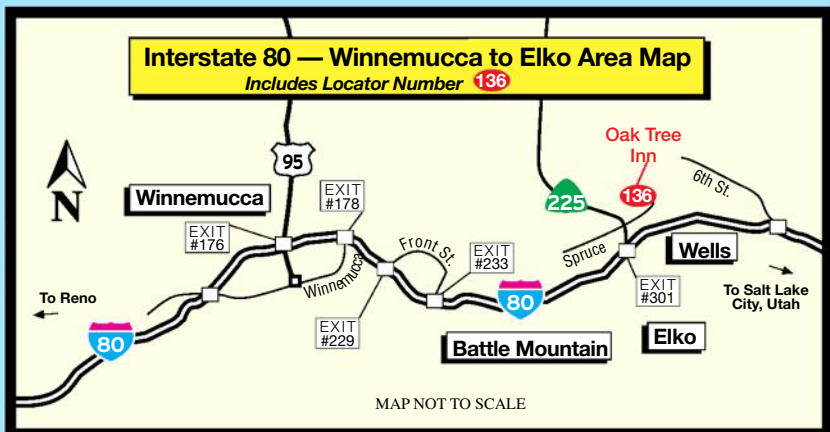 Interstate 80 — Winnemucca to Elko Area Map
Includes Locator Number 136
Oak Tree
Inn
136
6th St.
95
N
Winnemucca
EXIT
#178
EXIT
#176
225
Front St.
EXIT
#233
Spruce
Wells
Winnemucca
To Reno
80
EXIT
#229
80
EXIT
#301
To Salt Lake
City, Utah
Battle Mountain
Elko
MAP NOT TO SCALE